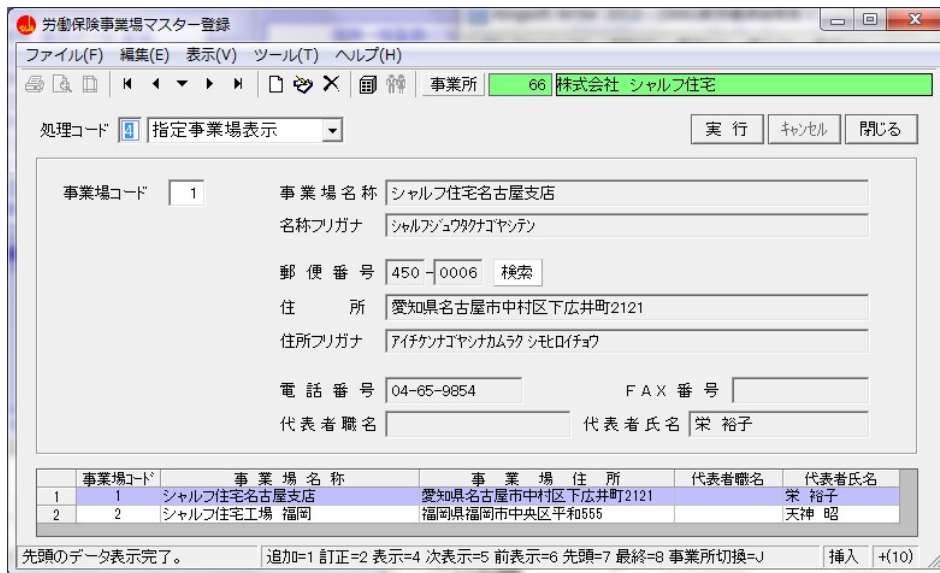 労働保険事業場マスター登録
ファイル(F) 編集(E) 表示(V) ツール(T) ヘルプ(H)
事業所 66 株式会社 シャルフ住宅
処理コード 4 指定事業場表示 実 行 キャンセル 閉じる
事業場コード 1 事業場名称 シャルフ住宅名古屋支店
名称フリガナ シャルフジュウタクナゴヤシテン
郵便番号 450-0006 検索
住 所 愛知県名古屋市中村区下広井町2121
住所フリガナ アイチケンナゴヤシナカムラク シモヒロイチョウ
電話番号 04-65-9854 FAX番号
代表者職名 代表者氏名 栄 裕子
事業場コード 事業場名称 事業場住所 代表者職名 代表者氏名
1 1 シャルフ住宅名古屋支店 愛知県名古屋市中村区下広井町2121 栄 裕子
2 2 シャルフ住宅工場 福岡 福岡県福岡市中央区平和555 天神 昭
先頭のデータ表示完了。 追加=1 訂正=2 表示=4 次表示=5 前表示=6 先頭=7 最終=8 事業所切換=J 挿入 +(10)